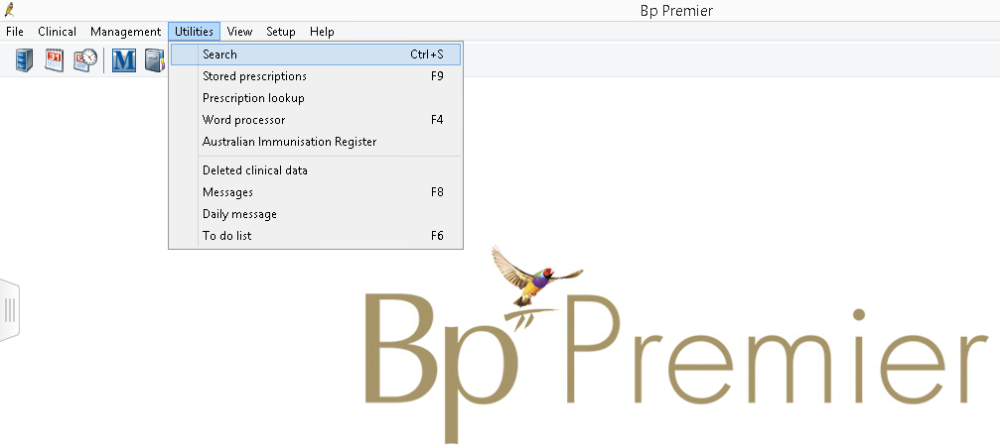 Bp Premier
File Clinical Management Utilities View Setup Help
31 M
Search Ctrl+S
Stored prescriptions F9
Prescription lookup
Word processor F4
Australian Immunisation Register
Deleted clinical data
Messages F8
Daily message
To do list F6
Bp Premier